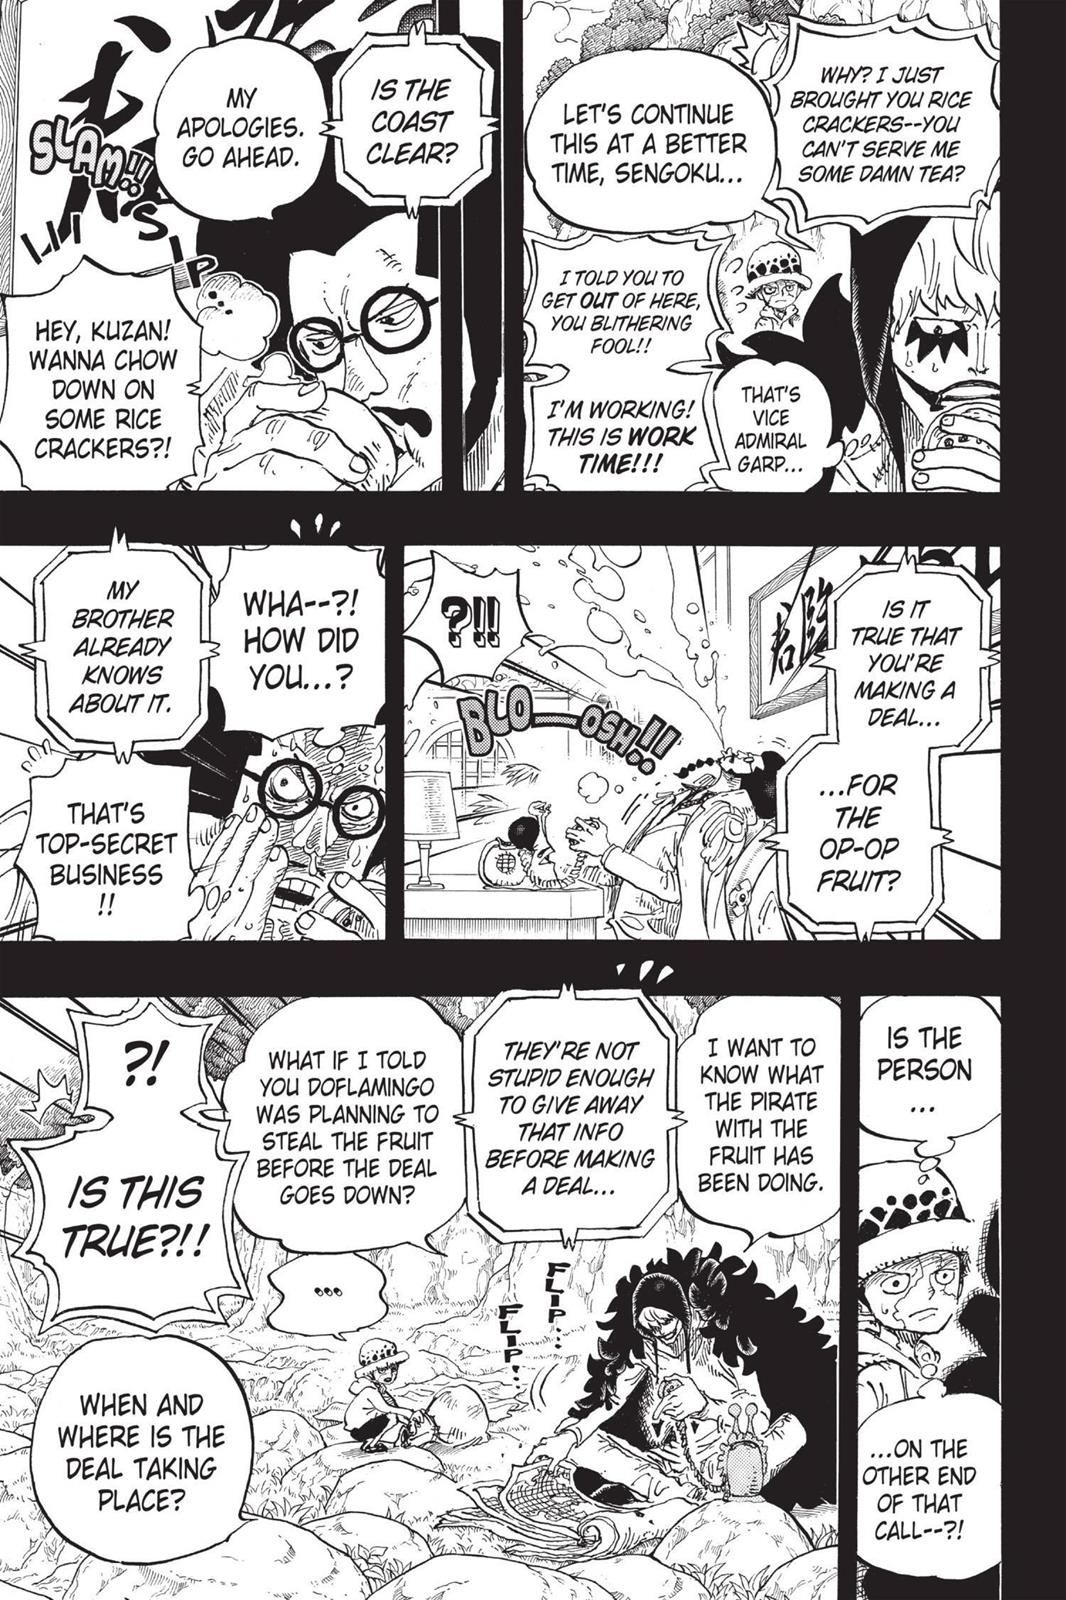 WHY? I JUST
BROUGHT YOU RICE
CRACKERS--YOU
CAN'T SERVE ME
SOME DAMN TEA?
LET'S CONTINUE
THIS AT A BETTER
TIME, SENGOKU...
I TOLD YOU TO
GET OUT OF HERE,
YOU BLITHERING
FOOL!!
I'M WORKING!
THIS IS WORK
TIME!!!
THAT'S
VICE
ADMIRAL
GARP...
IS THE
COAST
CLEAR?
MY
APOLOGIES.
GO AHEAD.
SLAM!!
SIP
HEY, KUZAN!
WANNA CHOW
DOWN ON
SOME RICE
CRACKERS?!
IS IT
TRUE THAT
YOU'RE
MAKING A
DEAL...
...FOR
THE
OP-OP
FRUIT?
?!!
BLO—OSH!!
WHA--?!
HOW DID
YOU...?
MY
BROTHER
ALREADY
KNOWS
ABOUT IT.
THAT'S
TOP-SECRET
BUSINESS
!!
IS THE
PERSON
...
...ON THE
OTHER END
OF THAT
CALL--?!
I WANT TO
KNOW WHAT
THE PIRATE
WITH THE
FRUIT HAS
BEEN DOING.
THEY'RE NOT
STUPID ENOUGH
TO GIVE AWAY
THAT INFO
BEFORE MAKING
A DEAL...
FLIP...
FLIP...
WHAT IF I TOLD
YOU DOFLAMINGO
WAS PLANNING TO
STEAL THE FRUIT
BEFORE THE DEAL
GOES DOWN?
...
?!
IS THIS
TRUE?!!
WHEN AND
WHERE IS THE
DEAL TAKING
PLACE?